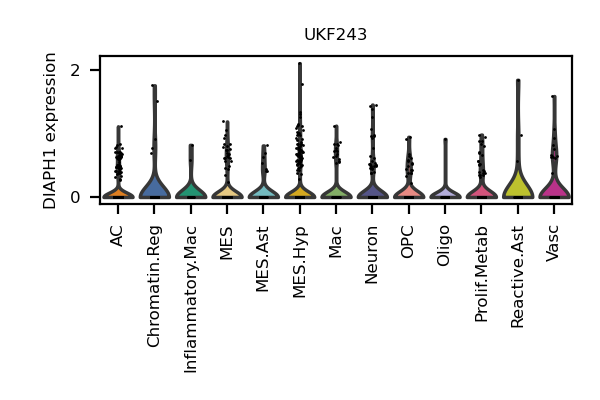 UKF243
DIAPH1 expression
2
0
AC
Chromatin.Reg
Inflammatory.Mac
MES
MES.Ast
MES.Hyp
Mac
Neuron
OPC
Oligo
Prolif.Metab
Reactive.Ast
Vasc